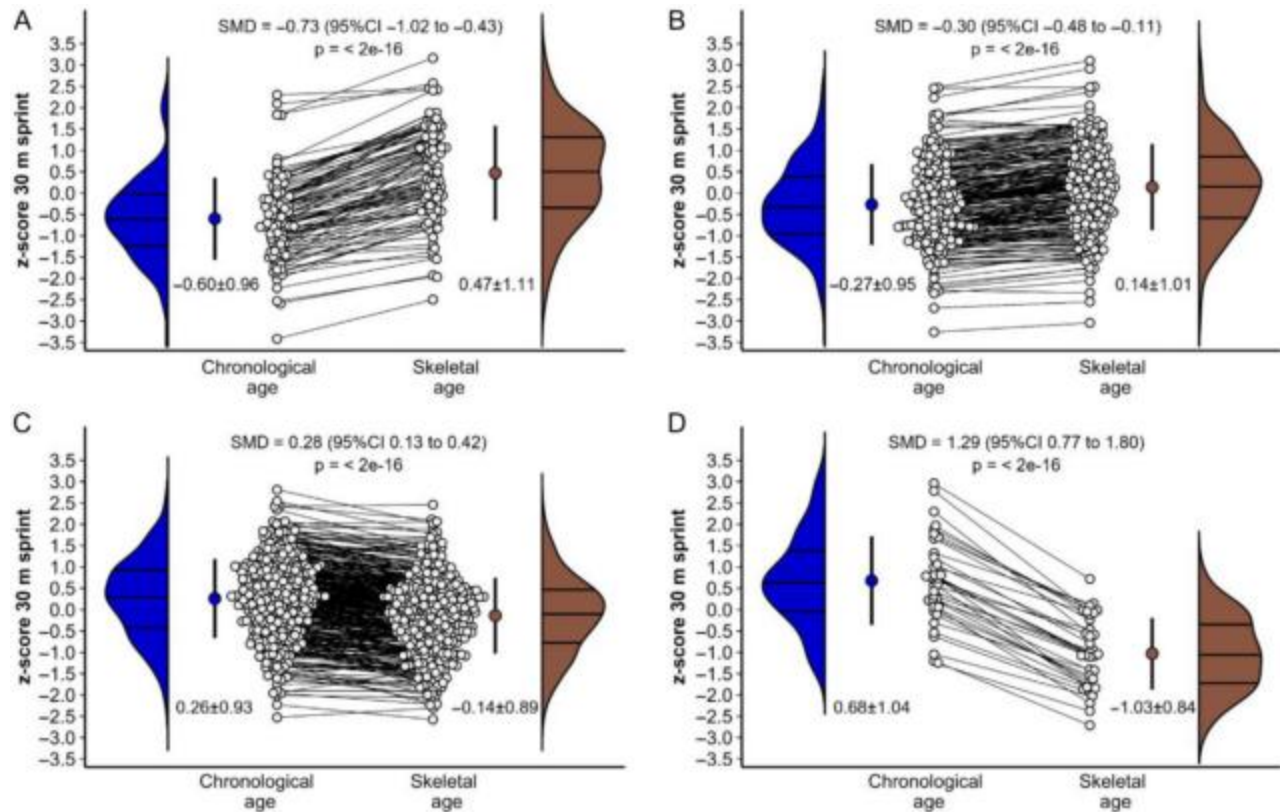 A
SMD = −0.73 (95%CI −1.02 to −0.43)
p = < 2e-16
z-score 30 m sprint
3.5
3.0
2.5
2.0
1.5
1.0
0.5
0.0
−0.5
−1.0
−1.5
−2.0
−2.5
−3.0
−3.5
−0.60±0.96
0.47±1.11
Chronological age
Skeletal age
B
SMD = −0.30 (95%CI −0.48 to −0.11)
p = < 2e-16
z-score 30 m sprint
3.5
3.0
2.5
2.0
1.5
1.0
0.5
0.0
−0.5
−1.0
−1.5
−2.0
−2.5
−3.0
−3.5
−0.27±0.95
0.14±1.01
Chronological age
Skeletal age
C
SMD = 0.28 (95%CI 0.13 to 0.42)
p = < 2e-16
z-score 30 m sprint
3.5
3.0
2.5
2.0
1.5
1.0
0.5
0.0
−0.5
−1.0
−1.5
−2.0
−2.5
−3.0
−3.5
0.26±0.93
−0.14±0.89
Chronological age
Skeletal age
D
SMD = 1.29 (95%CI 0.77 to 1.80)
p = < 2e-16
z-score 30 m sprint
3.5
3.0
2.5
2.0
1.5
1.0
0.5
0.0
−0.5
−1.0
−1.5
−2.0
−2.5
−3.0
−3.5
0.68±1.04
−1.03±0.84
Chronological age
Skeletal age